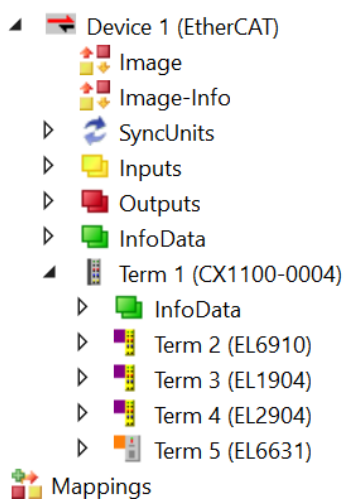 Device 1 (EtherCAT)
Image
Image-Info
SyncUnits
Inputs
Outputs
InfoData
Term 1 (CX1100-0004)
InfoData
Term 2 (EL6910)
Term 3 (EL1904)
Term 4 (EL2904)
Term 5 (EL6631)
Mappings